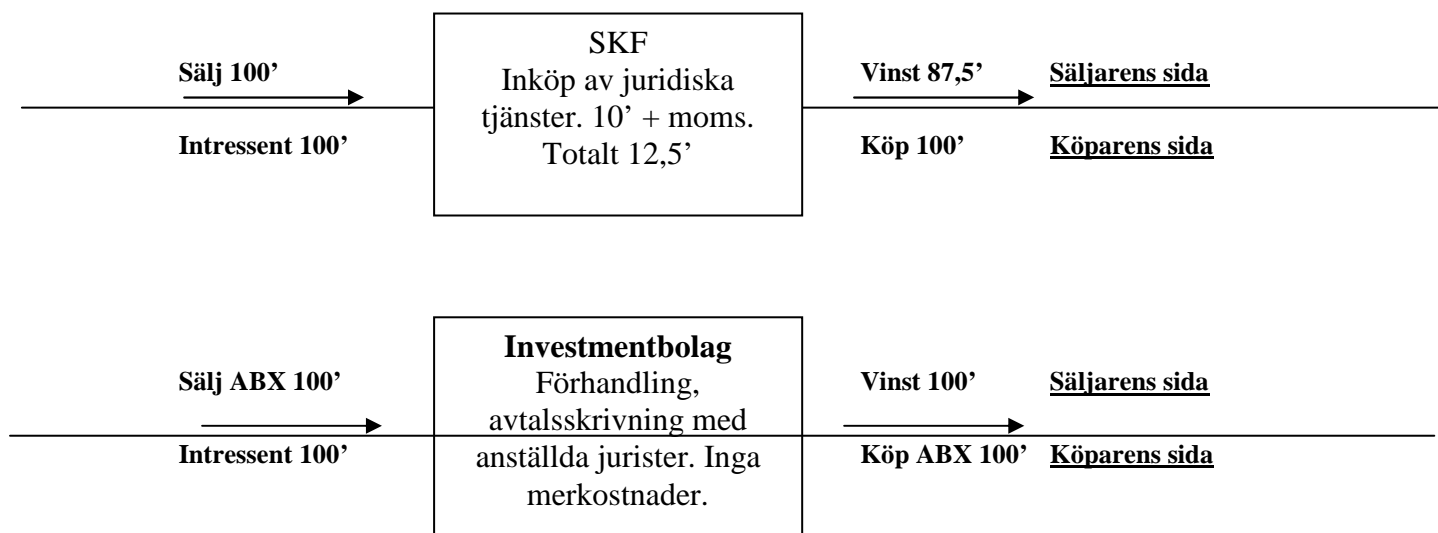 SKF
Sälj 100’
Inköp av juridiska
Vinst 87,5’
Säljarens sida
tjänster. 10’ + moms.
Intressent 100’
Totalt 12,5’
Köp 100’
Köparens sida
Investmentbolag
Sälj ABX 100’
Förhandling,
Vinst 100’
Säljarens sida
avtalsskrivning med
Intressent 100’
anställda jurister. Inga
Köp ABX 100’
Köparens sida
merkostnader.